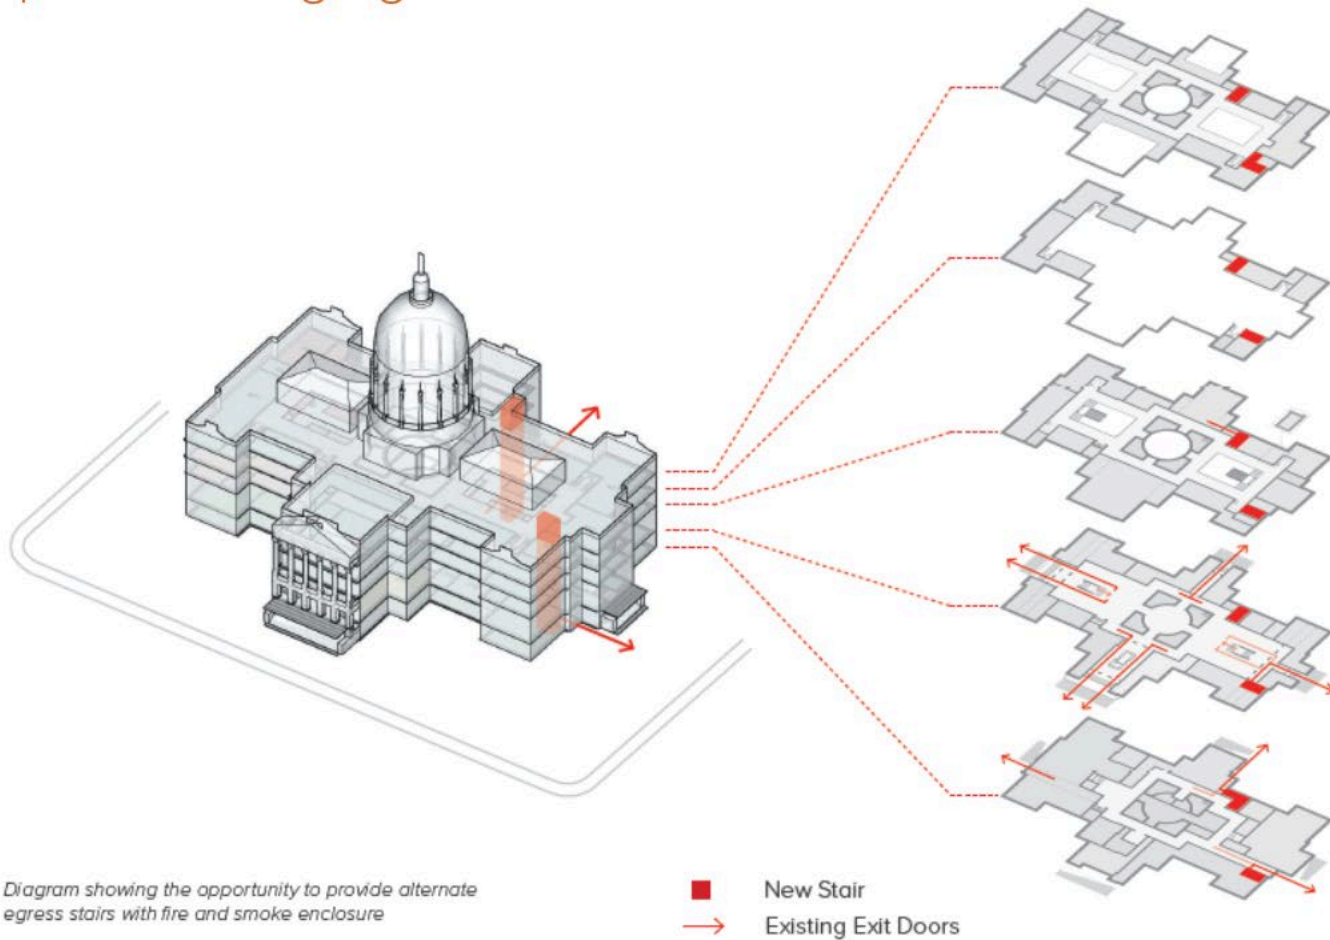 Diagram showing the opportunity to provide alternate
egress stairs with fire and smoke enclosure
New Stair
Existing Exit Doors